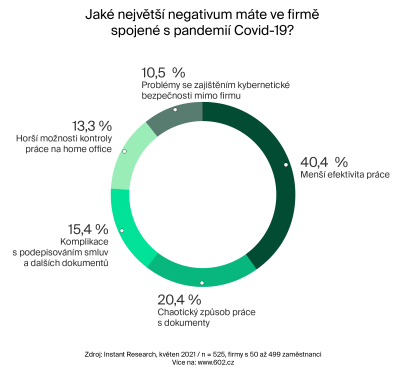 Jaké největší negativum máte ve firmě
spojené s pandemií Covid-19?
10,5 %
Problémy se zajištěním kybernetické
bezpečnosti mimo firmu
13,3 %
Horší možnosti kontroly
práce na home office
40,4 %
Menší efektivita práce
15,4 %
Komplikace
s podepisováním smluv
a dalších dokumentů
20,4 %
Chaotický způsob práce
s dokumenty
Zdroj: Instant Research, květen 2021 / n = 525, firmy s 50 až 499 zaměstnanci
Více na: www.602.cz